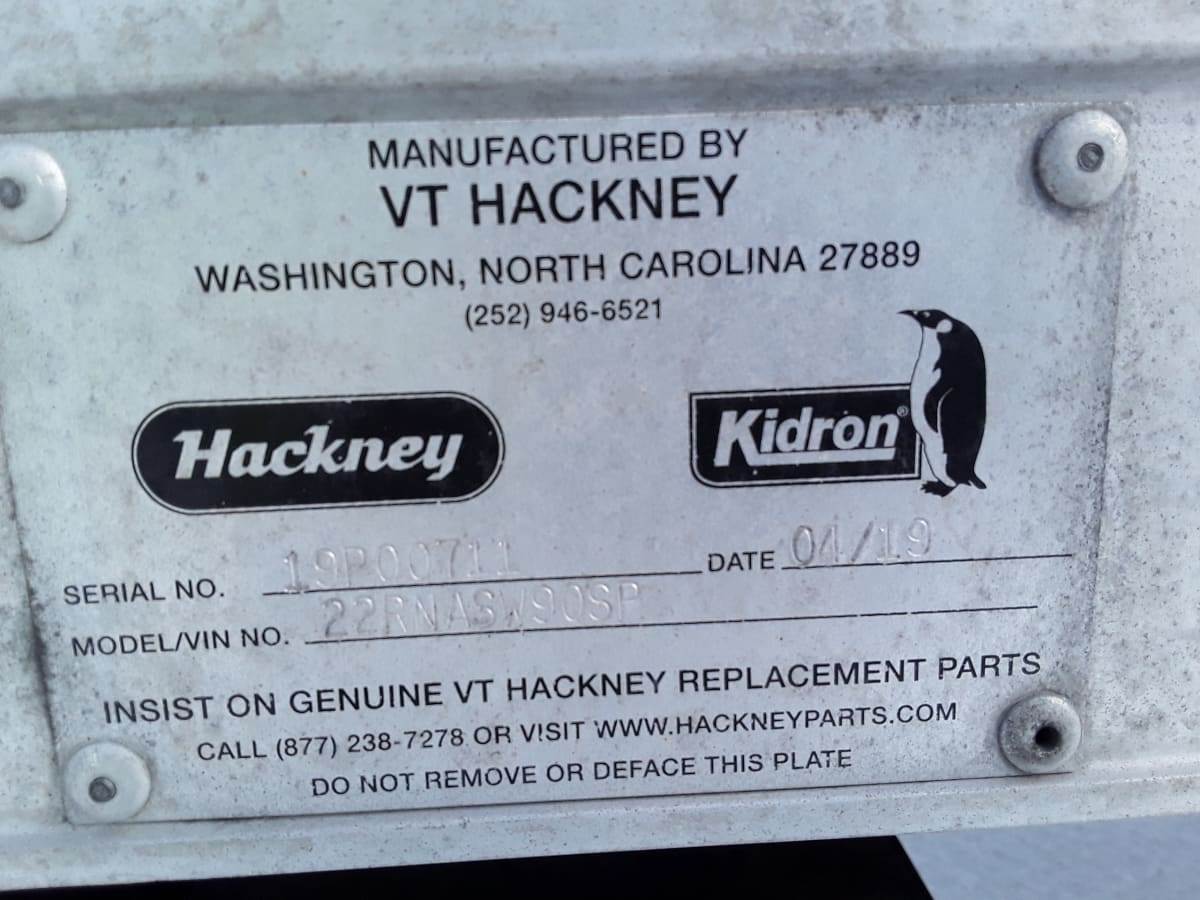 MANUFACTURED BY
VT HACKNEY
WASHINGTON, NORTH CAROLINA 27889
(252) 946-6521
Hackney
Kidron®
SERIAL NO. 19P00711 DATE 04/19
MODEL/VIN NO. 22RNASW90SP
INSIST ON GENUINE VT HACKNEY REPLACEMENT PARTS
CALL (877) 238-7278 OR VISIT WWW.HACKNEYPARTS.COM
DO NOT REMOVE OR DEFACE THIS PLATE